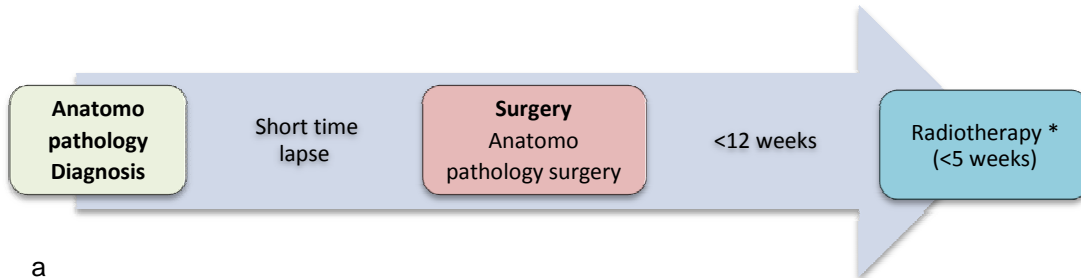 Anatomo
pathology
Diagnosis
Short time
lapse
Surgery
Anatomo
pathology surgery
<12 weeks
Radiotherapy *
(<5 weeks)
a